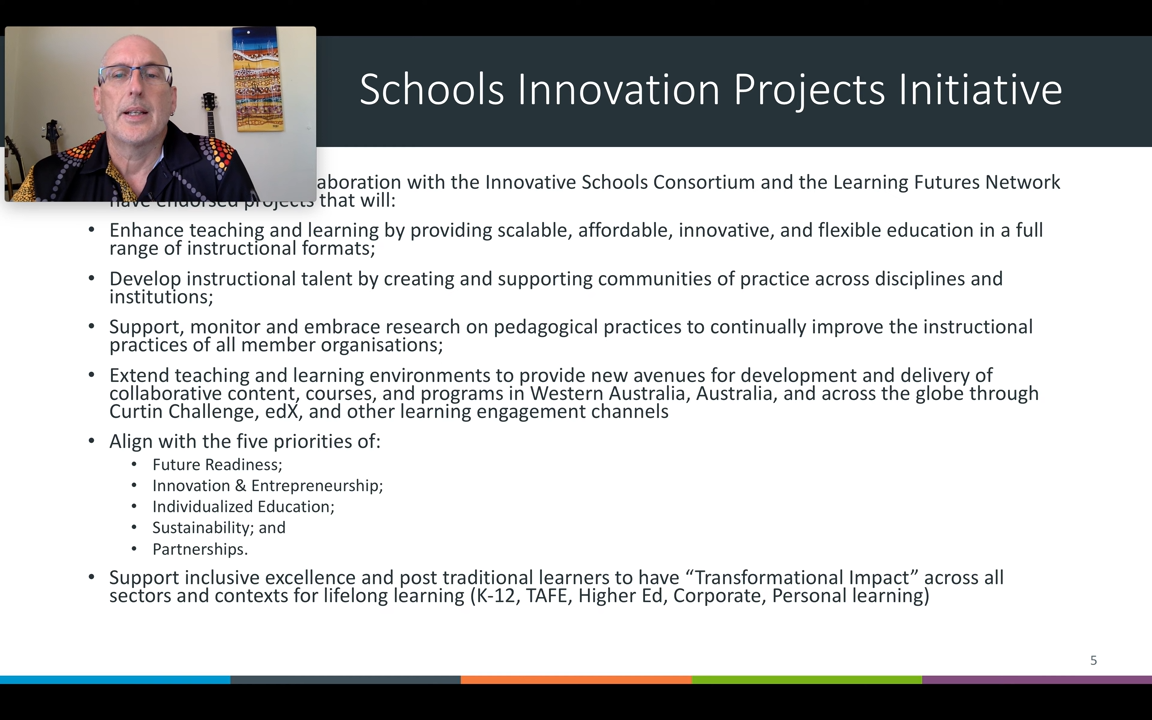 Schools Innovation Projects Initiative
with the Innovative Schools Consortium and the Learning Futures Network
have endorsed projects that will:
• Enhance teaching and learning by providing scalable, affordable, innovative, and flexible education in a full
range of instructional formats;
• Develop instructional talent by creating and supporting communities of practice across disciplines and
institutions;
• Support, monitor and embrace research on pedagogical practices to continually improve the instructional
practices of all member organisations;
• Extend teaching and learning environments to provide new avenues for development and delivery of
collaborative content, courses, and programs in Western Australia, Australia, and across the globe through
Curtin Challenge, edX, and other learning engagement channels
• Align with the five priorities of:
• Future Readiness;
• Innovation & Entrepreneurship;
• Individualized Education;
• Sustainability; and
• Partnerships.
• Support inclusive excellence and post traditional learners to have “Transformational Impact” across all
sectors and contexts for lifelong learning (K-12, TAFE, Higher Ed, Corporate, Personal learning)
5